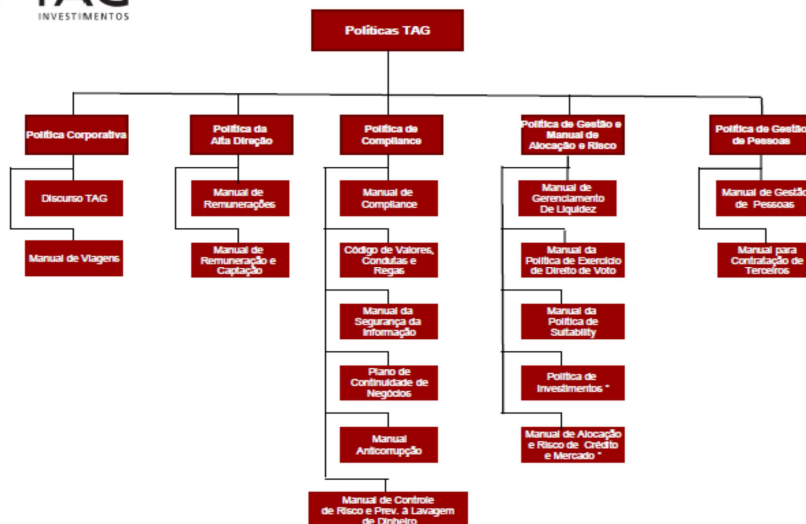 INVESTIMENTOS
Políticas TAG
Política Corporativa
Política da
Alta Direção
Política de
Compliance
Política de Gestão e
Manual de
Alocação e Risco
Política de Gestão
de Pessoas
Discurso TAG
Manual de
Remunerações
Manual de
Compliance
Manual de
Gerenciamento
De Liquidez
Manual de Gestão
de Pessoas
Manual de Viagens
Manual de
Remuneração e
Captação
Código de Valores,
Condutas e
Regas
Manual da
Política de Exercício
de Direito de Voto
Manual para
Contratação de
Terceiros
Manual da
Segurança da
Informação
Manual da
Política de
Suitability
Plano de
Continuidade de
Negócios
Política de
Investimentos "
Manual
Anticorrupção
Manual de Alocação
e Risco de Crédito
e Mercado "
Manual de Controle
de Risco e Prev. à Lavagem
de Dinheiro